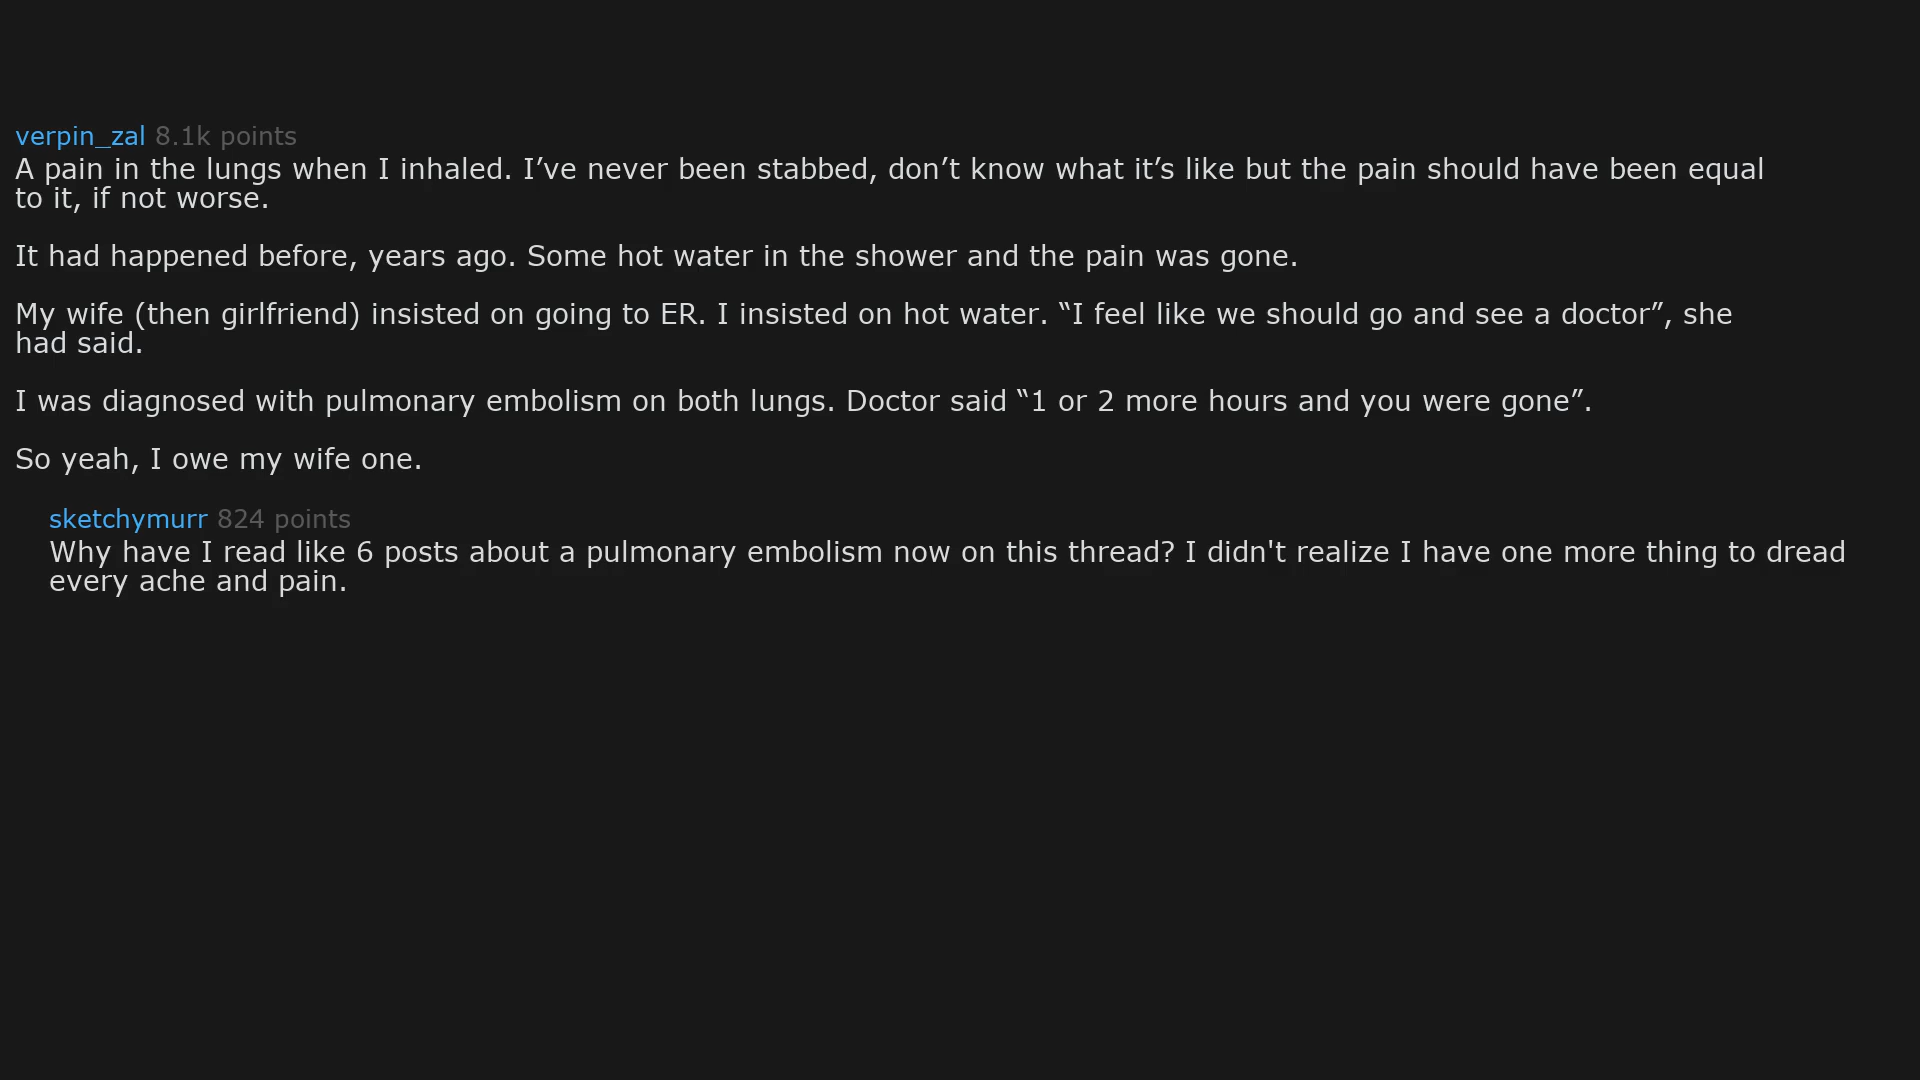 verpin_zal 8.1k points
A pain in the lungs when I inhaled. I’ve never been stabbed, don’t know what it’s like but the pain should have been equal
to it, if not worse.
It had happened before, years ago. Some hot water in the shower and the pain was gone.
My wife (then girlfriend) insisted on going to ER. I insisted on hot water. “I feel like we should go and see a doctor”, she
had said.
I was diagnosed with pulmonary embolism on both lungs. Doctor said “1 or 2 more hours and you were gone”.
So yeah, I owe my wife one.
sketchymurr 824 points
Why have I read like 6 posts about a pulmonary embolism now on this thread? I didn't realize I have one more thing to dread
every ache and pain.